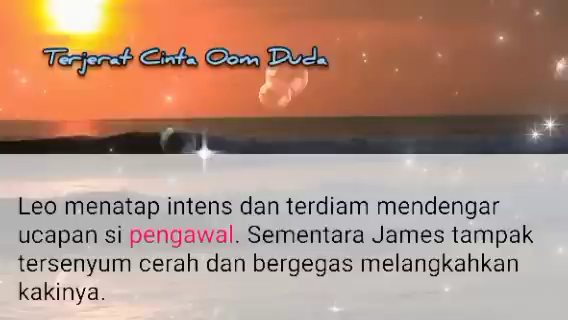 Terjerat Cinta Oom Duda
Leo menatap intens dan terdiam mendengar
ucapan si pengawal. Sementara James tampak
tersenyum cerah dan bergegas melangkahkan
kakinya.